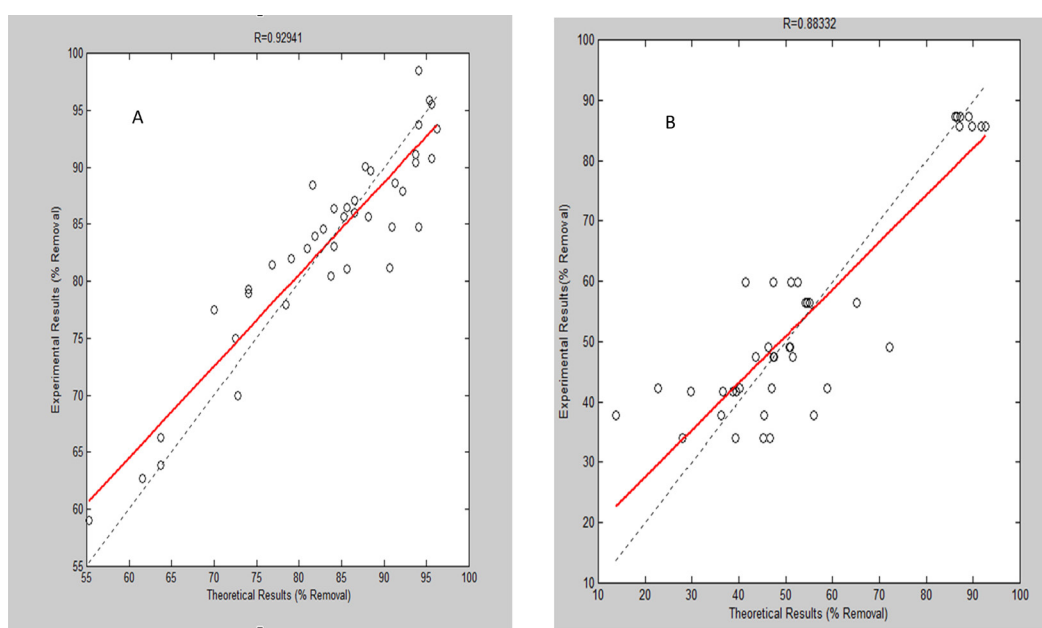 R=0.92941
A
Experimental Results (% Removal)
100
95
90
85
80
75
70
65
60
55
55 60 65 70 75 80 85 90 95 100
Theoretical Results (% Removal)
R=0.88332
B
Experimental Results(% Removal)
100
90
80
70
60
50
40
30
20
10
10 20 30 40 50 60 70 80 90 100
Theoretical Results (% Removal)